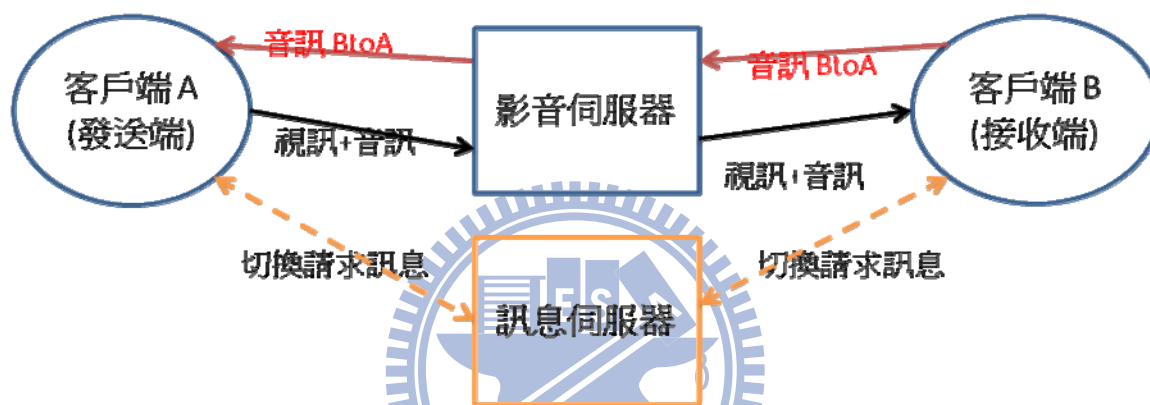 音訊 BtoA
音訊 BtoA
客戶端 A
(發送端)
影音伺服器
客戶端 B
(接收端)
視訊+音訊
視訊+音訊
切換請求訊息
切換請求訊息
訊息伺服器